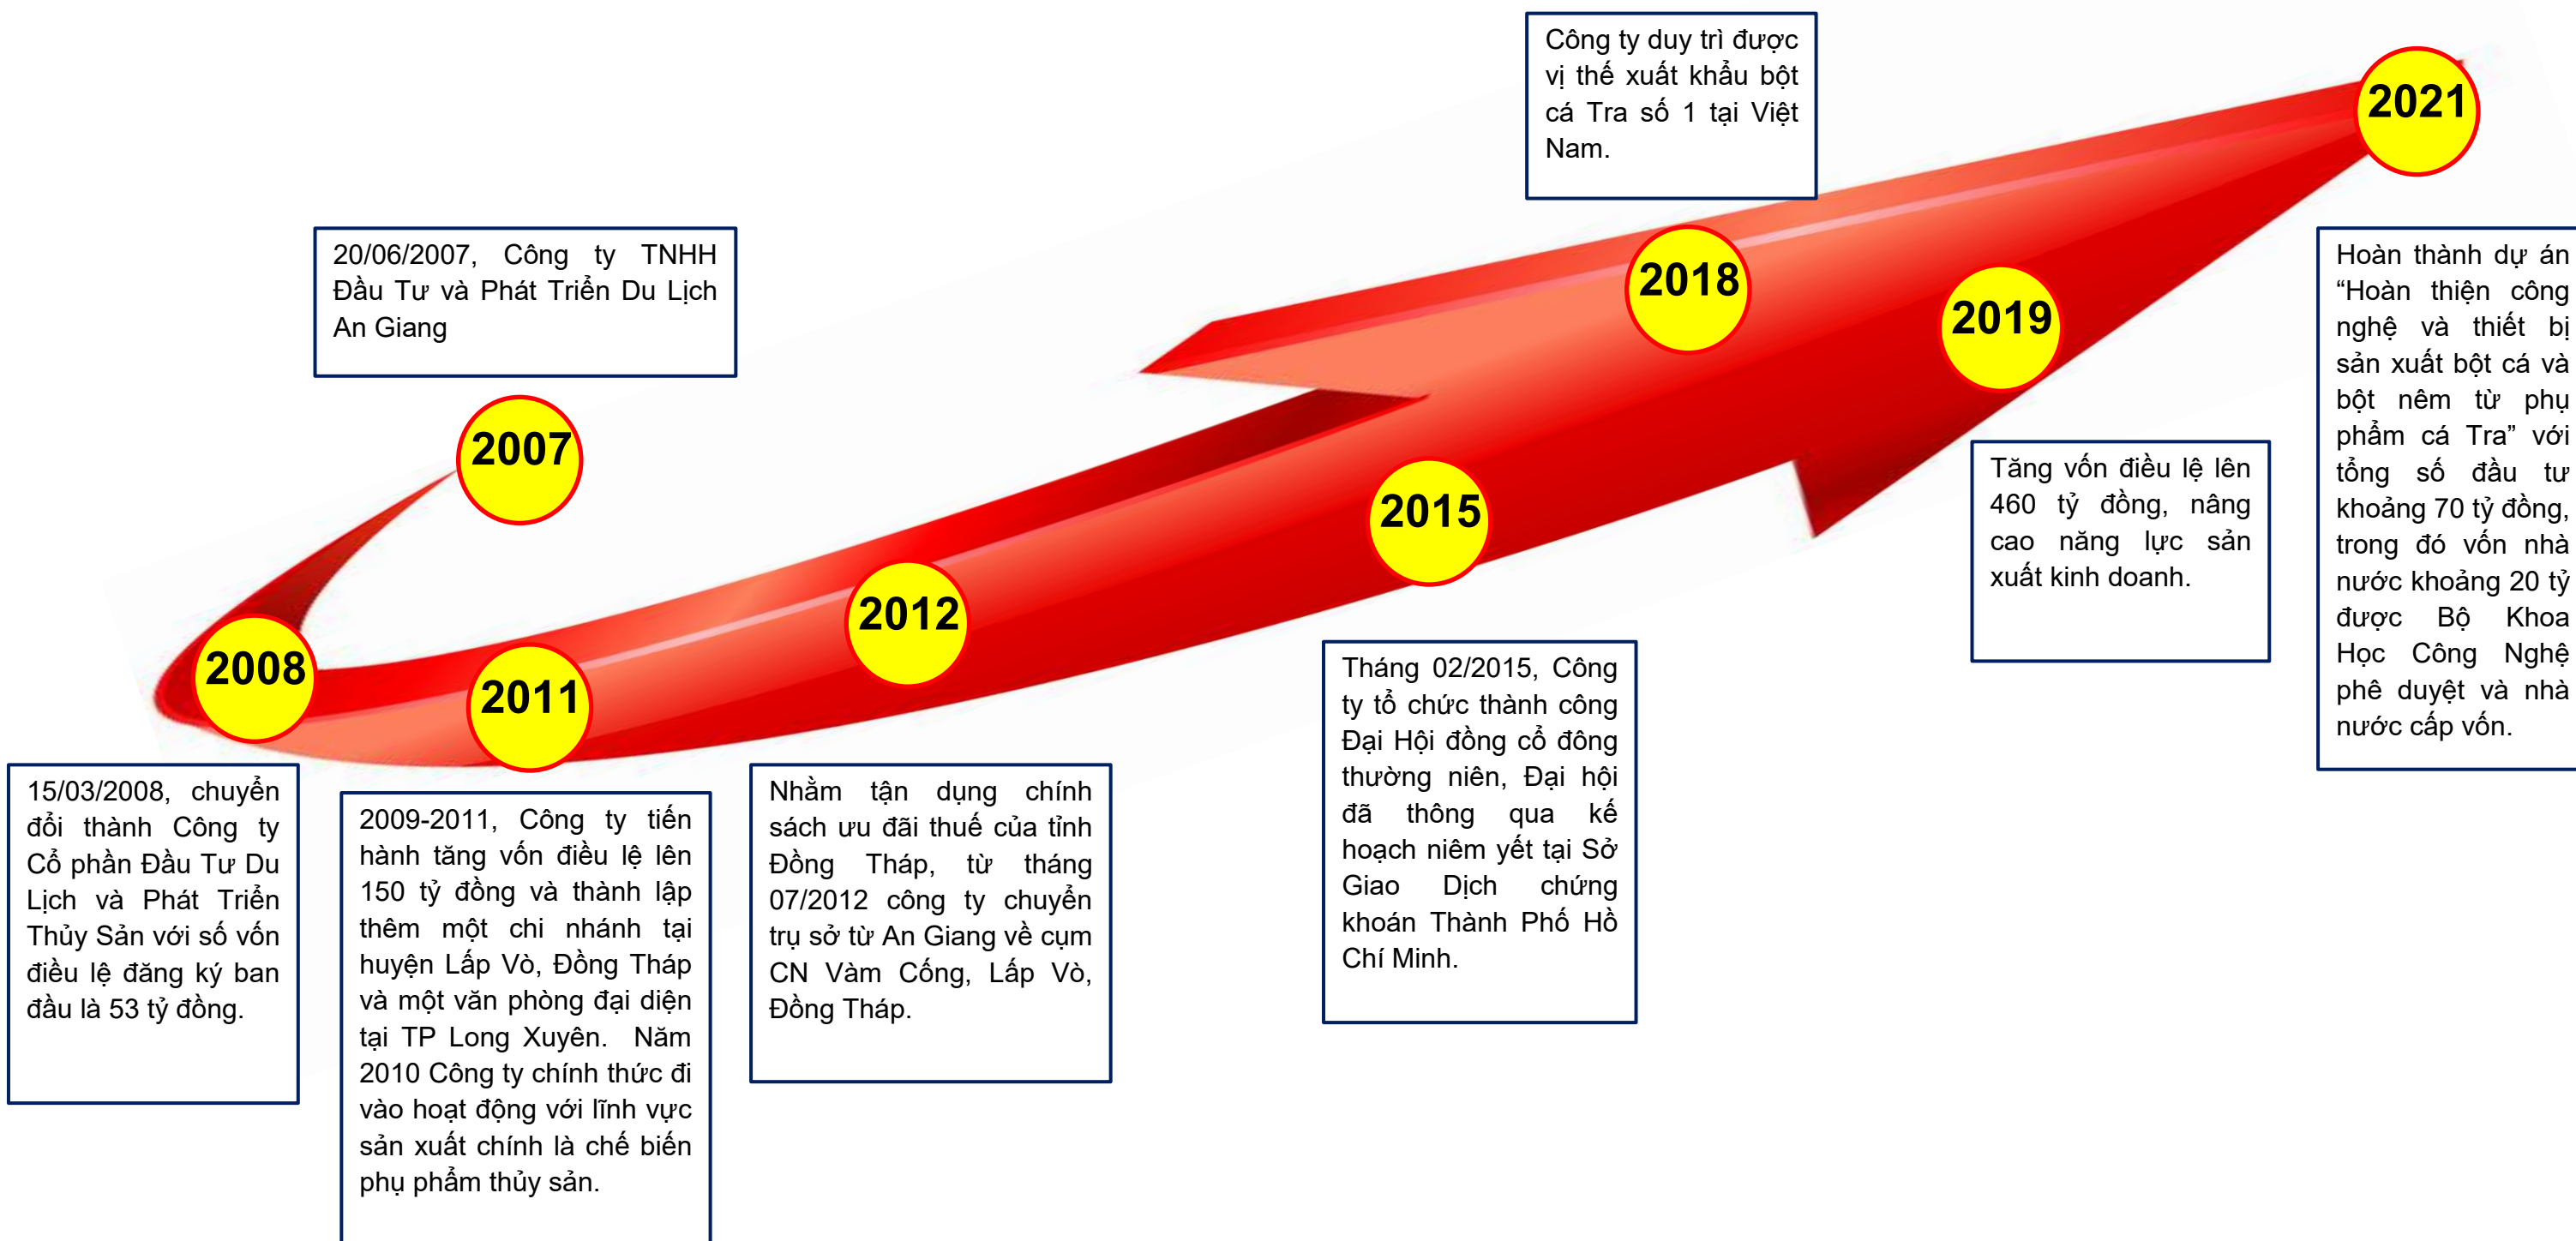 2007
20/06/2007, Công ty TNHH
Đầu Tư và Phát Triển Du Lịch
An Giang
2008
15/03/2008, chuyển
đổi thành Công ty
Cổ phần Đầu Tư Du
Lịch và Phát Triển
Thủy Sản với số vốn
điều lệ đăng ký ban
đầu là 53 tỷ đồng.
2011
2009-2011, Công ty tiến
hành tăng vốn điều lệ lên
150 tỷ đồng và thành lập
thêm một chi nhánh tại
huyện Lấp Vò, Đồng Tháp
và một văn phòng đại diện
tại TP Long Xuyên. Năm
2010 Công ty chính thức đi
vào hoạt động với lĩnh vực
sản xuất chính là chế biến
phụ phẩm thủy sản.
2012
Nhằm tận dụng chính
sách ưu đãi thuế của tỉnh
Đồng Tháp, từ tháng
07/2012 công ty chuyển
trụ sở từ An Giang về cụm
CN Vàm Cống, Lấp Vò,
Đồng Tháp.
2015
Tháng 02/2015, Công
ty tổ chức thành công
Đại Hội đồng cổ đông
thường niên, Đại hội
đã thông qua kế
hoạch niêm yết tại Sở
Giao Dịch chứng
khoán Thành Phố Hồ
Chí Minh.
2018
Công ty duy trì được
vị thế xuất khẩu bột
cá Tra số 1 tại Việt
Nam.
2019
Tăng vốn điều lệ lên
460 tỷ đồng, nâng
cao năng lực sản
xuất kinh doanh.
2021
Hoàn thành dự án
“Hoàn thiện công
nghệ và thiết bị
sản xuất bột cá và
bột nêm từ phụ
phẩm cá Tra” với
tổng số đầu tư
khoảng 70 tỷ đồng,
trong đó vốn nhà
nước khoảng 20 tỷ
được Bộ Khoa
Học Công Nghệ
phê duyệt và nhà
nước cấp vốn.